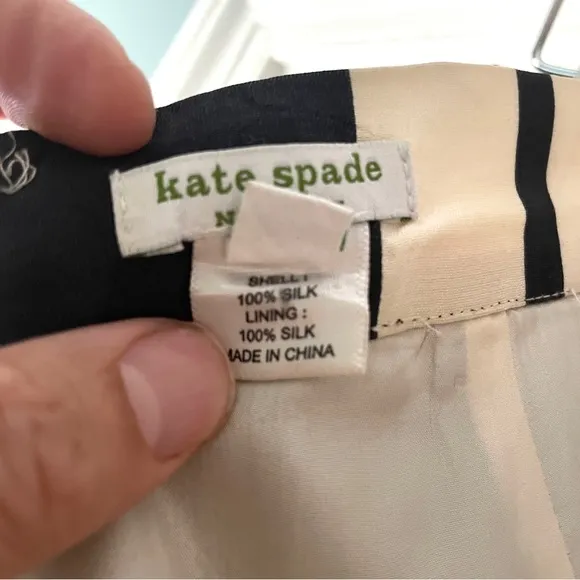 kate spade
SHELL :
100% SILK
LINING :
100% SILK
MADE IN CHINA